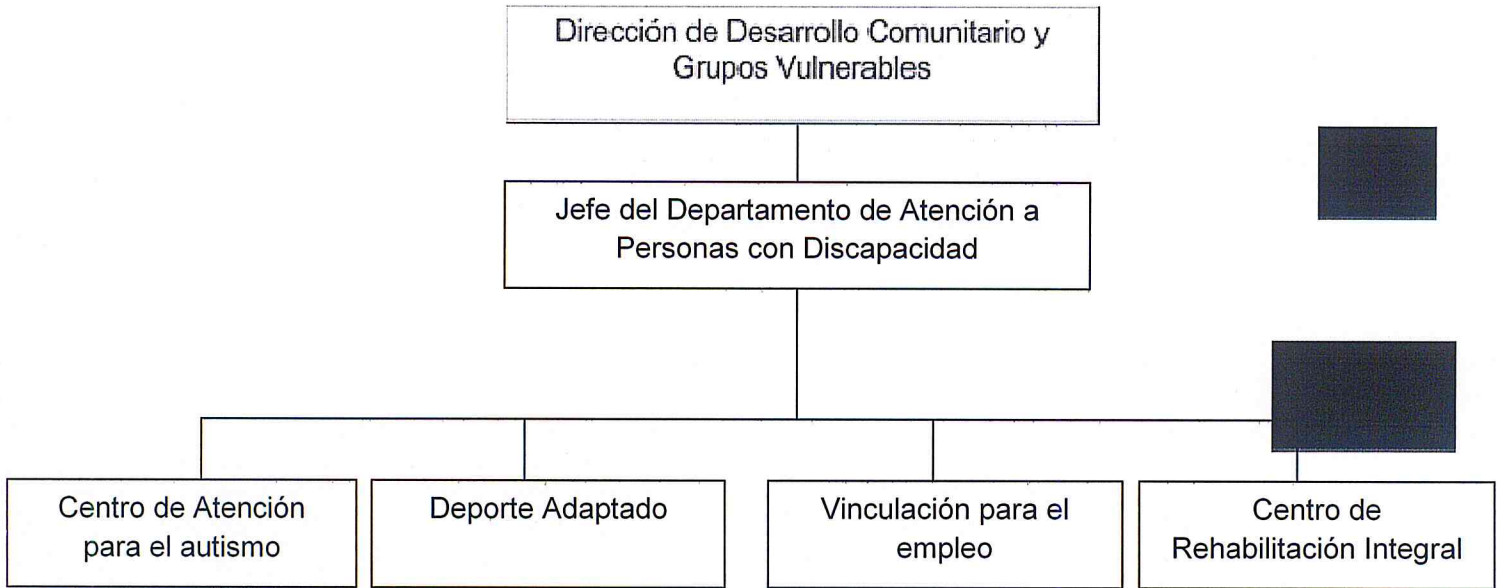 Dirección de Desarrollo Comunitario y
Grupos Vulnerables
Jefe del Departamento de Atención a
Personas con Discapacidad
Centro de Atención
para el autismo
Deporte Adaptado
Vinculación para el
empleo
Centro de
Rehabilitación Integral